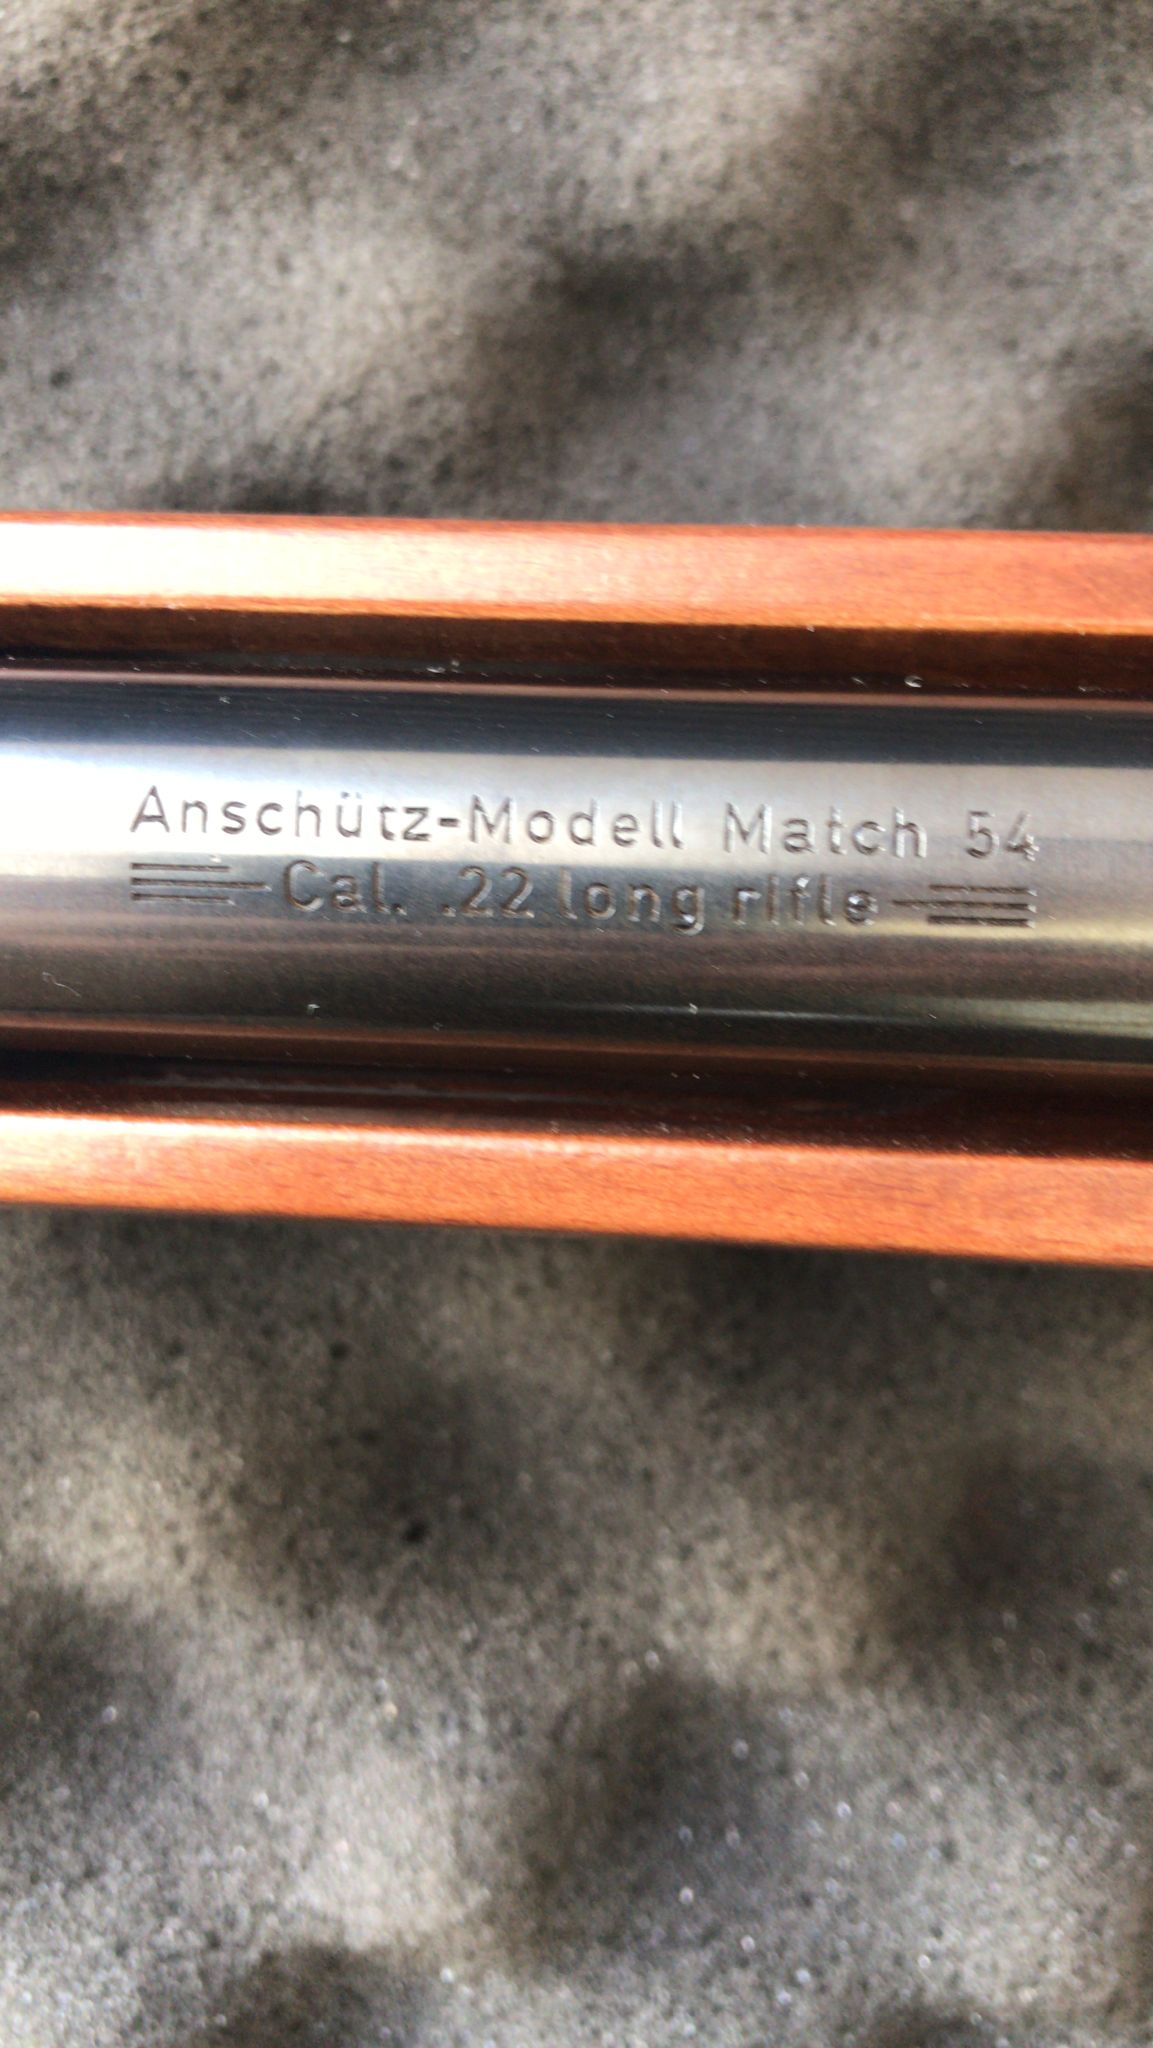 Anschütz-Modell Match 54
Cal. .22 long rifle